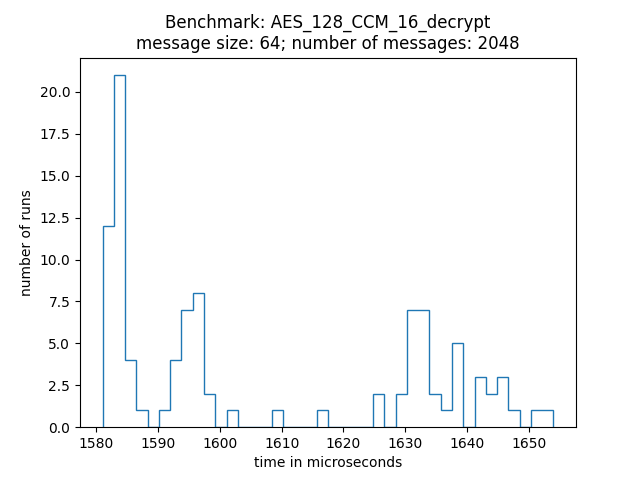 Benchmark: AES_128_CCM_16_decrypt
message size: 64; number of messages: 2048
20.0
17.5
15.0
12.5
10.0
7.5
5.0
2.5
0.0
number of runs
1580 1590 1600 1610 1620 1630 1640 1650
time in microseconds